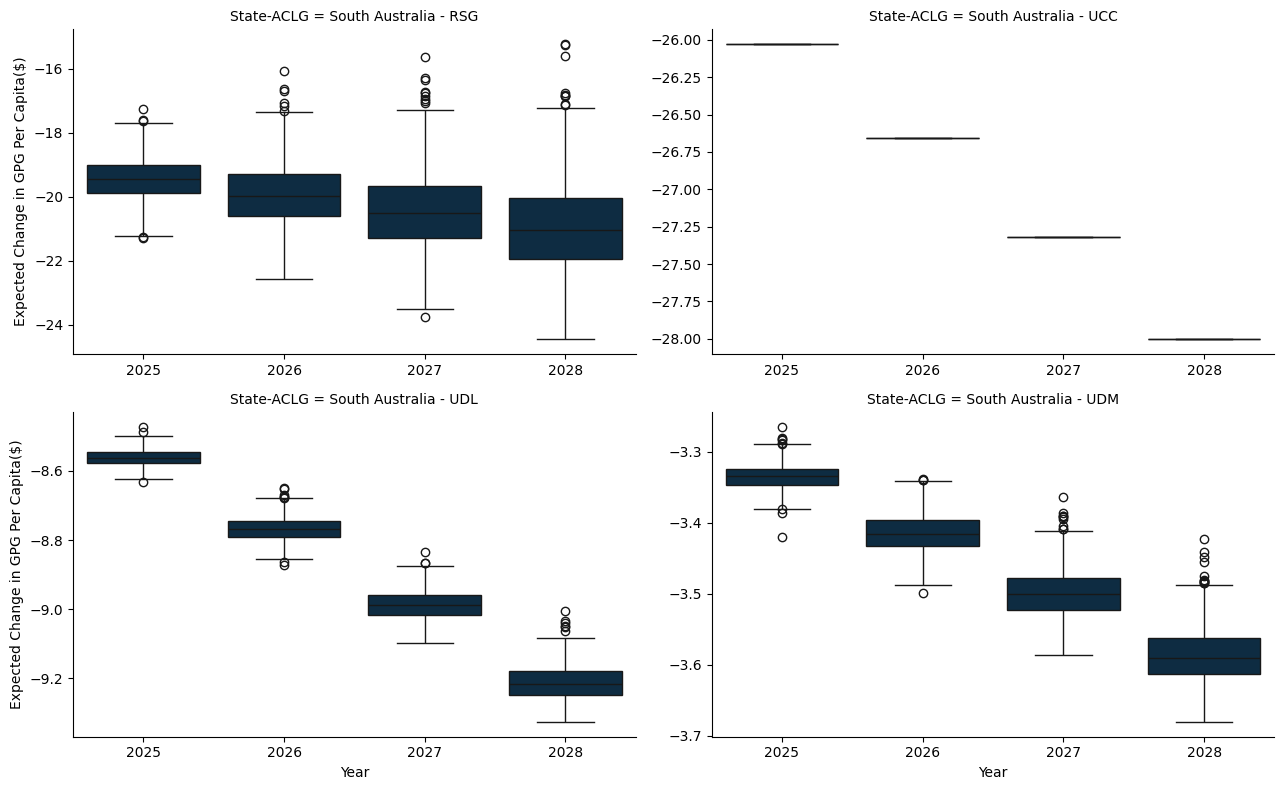 State-ACLG = South Australia - RSG
Expected Change in GPG Per Capita($)
−16
−18
−20
−22
−24
2025 2026 2027 2028
State-ACLG = South Australia - UCC
−26.00
−26.25
−26.50
−26.75
−27.00
−27.25
−27.50
−27.75
−28.00
2025 2026 2027 2028
State-ACLG = South Australia - UDL
Expected Change in GPG Per Capita($)
−8.6
−8.8
−9.0
−9.2
2025 2026 2027 2028
Year
State-ACLG = South Australia - UDM
−3.3
−3.4
−3.5
−3.6
−3.7
2025 2026 2027 2028
Year